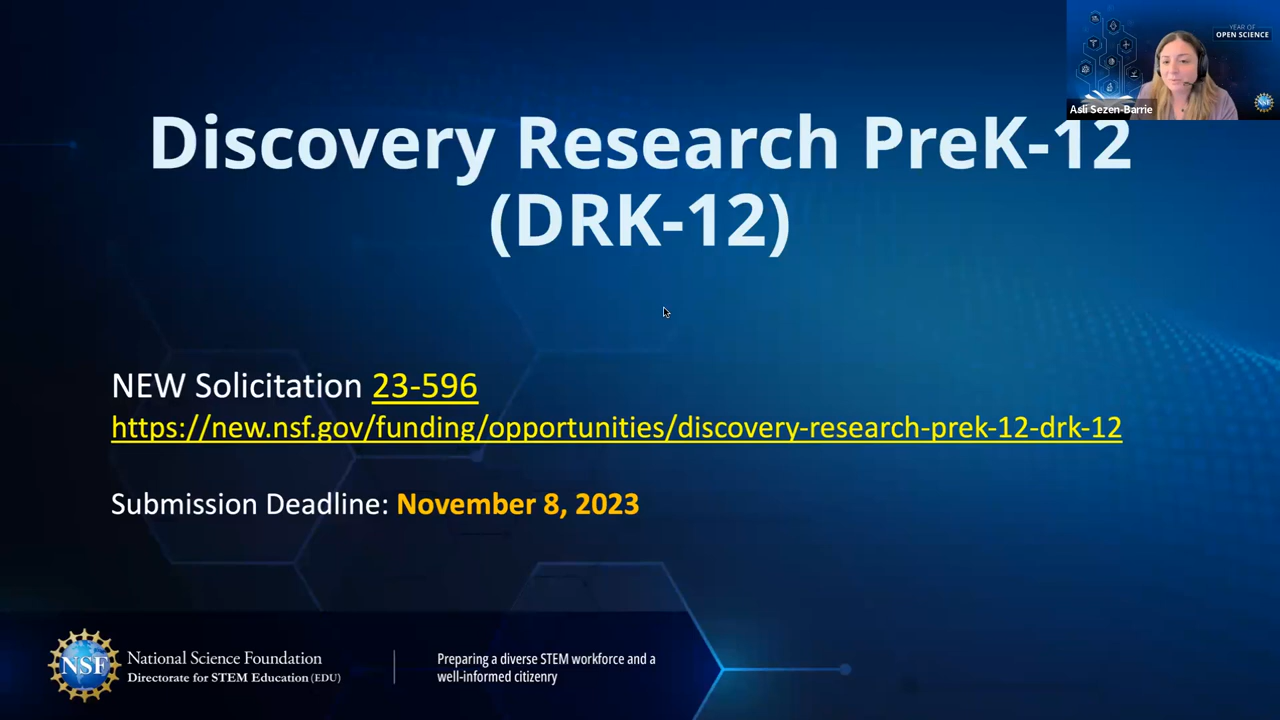 YEAR OF
OPEN SCIENCE
Asli Sezen-Barrie
Discovery Research PreK-12
(DRK-12)
NEW Solicitation 23-596
https://new.nsf.gov/funding/opportunities/discovery-research-prek-12-drk-12
Submission Deadline: November 8, 2023
NSF
National Science Foundation
Directorate for STEM Education (EDU)
Preparing a diverse STEM workforce and a
well-informed citizenry